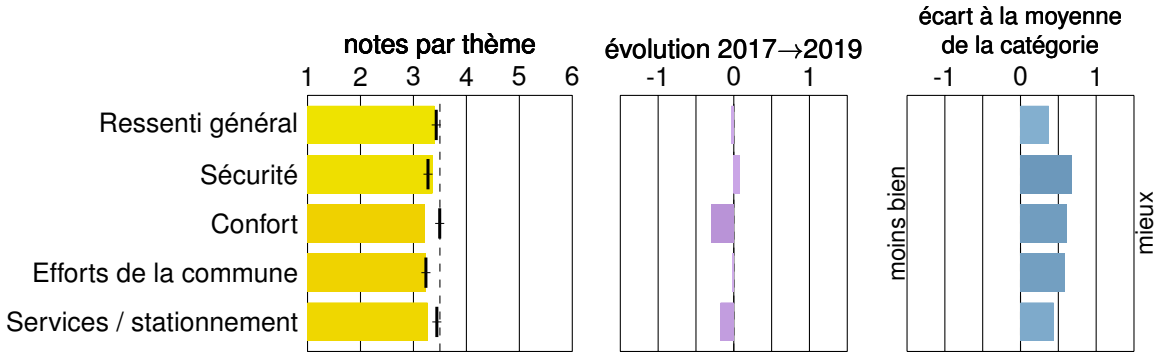 notes par thème
1 2 3 4 5 6
évolution 2017→2019
-1 0 1
écart à la moyenne
de la catégorie
-1 0 1
Ressenti général
Sécurité
Confort
Efforts de la commune
Services / stationnement
moins bien
mieux